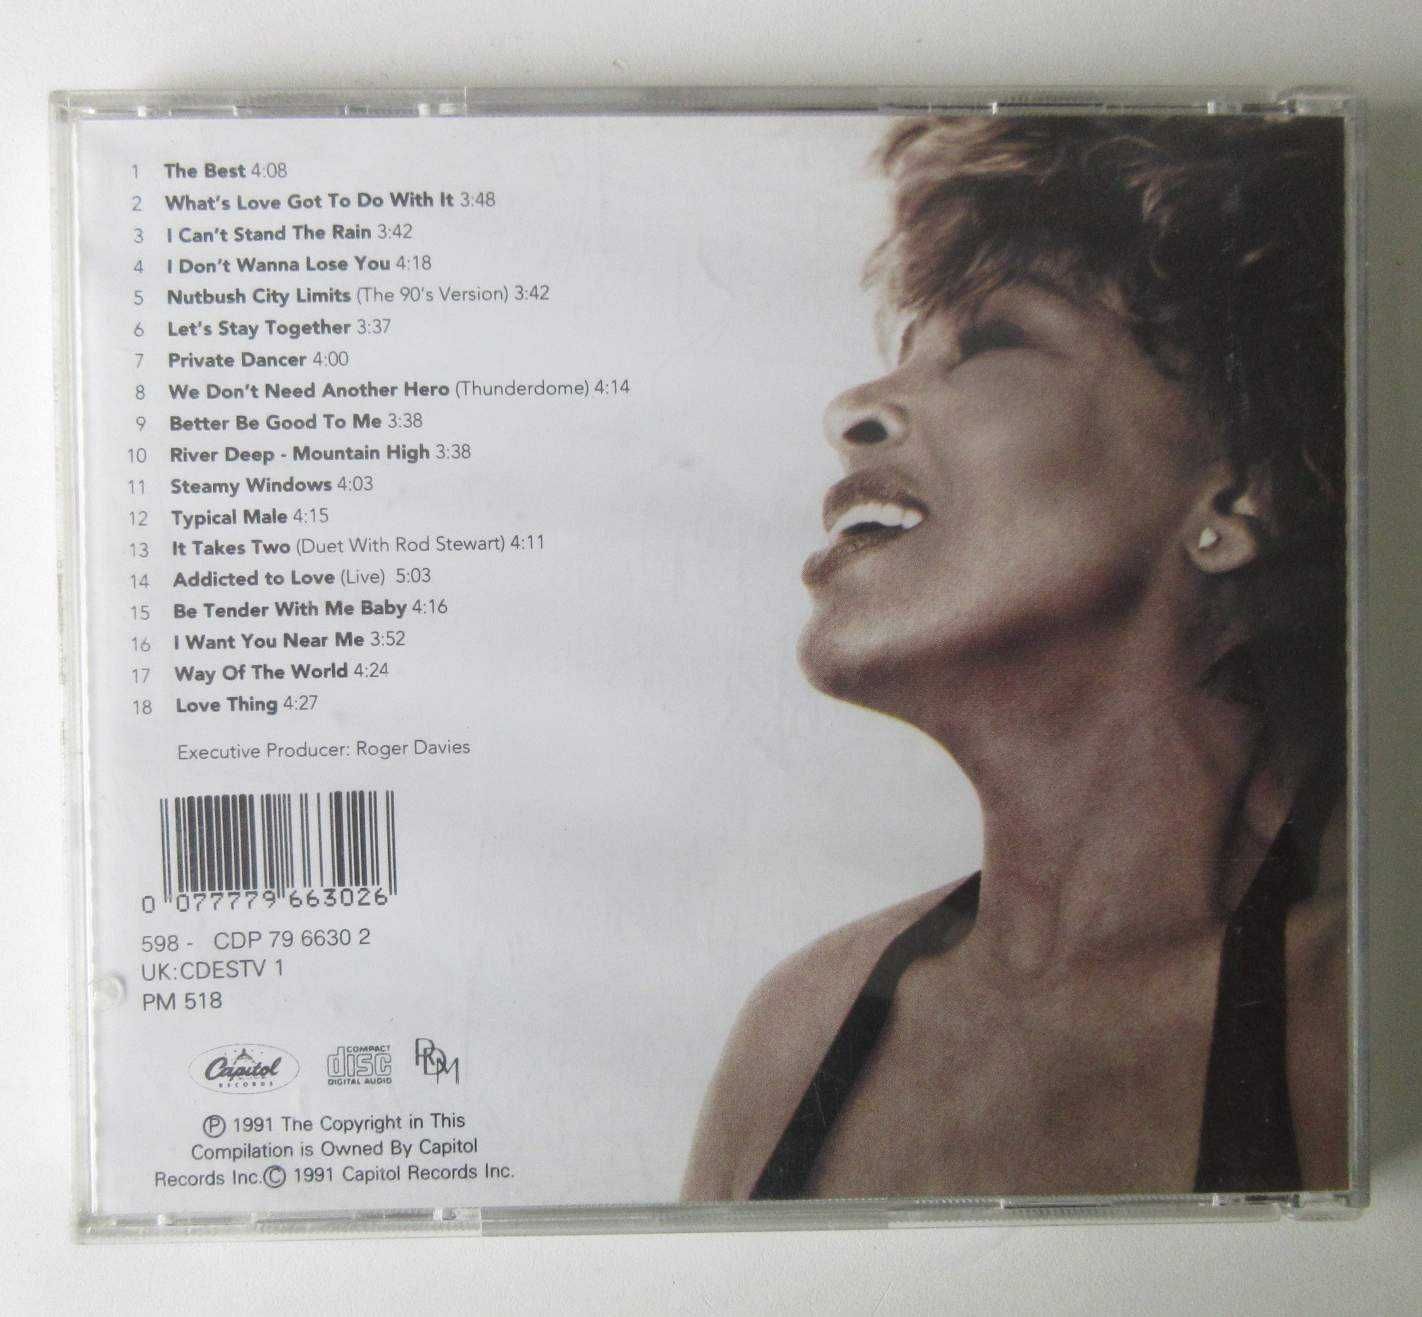 1 The Best 4:08
2 What's Love Got To Do With It 3:48
3 I Can't Stand The Rain 3:42
4 I Don't Wanna Lose You 4:18
5 Nutbush City Limits (The 90's Version) 3:42
6 Let's Stay Together 3:37
7 Private Dancer 4:00
8 We Don't Need Another Hero (Thunderdome) 4:14
9 Better Be Good To Me 3:38
10 River Deep - Mountain High 3:38
11 Steamy Windows 4:03
12 Typical Male 4:15
13 It Takes Two (Duet With Rod Stewart) 4:11
14 Addicted to Love (Live) 5:03
15 Be Tender With Me Baby 4:16
16 I Want You Near Me 3:52
17 Way Of The World 4:24
18 Love Thing 4:27
Executive Producer: Roger Davies
0 077779 663026
598 - CDP 79 6630 2
UK:CDESTV 1
PM 518
Capitol
RECORDS
COMPACT
disc
DIGITAL AUDIO
PRDM
℗ 1991 The Copyright in This
Compilation is Owned By Capitol
Records Inc.© 1991 Capitol Records Inc.